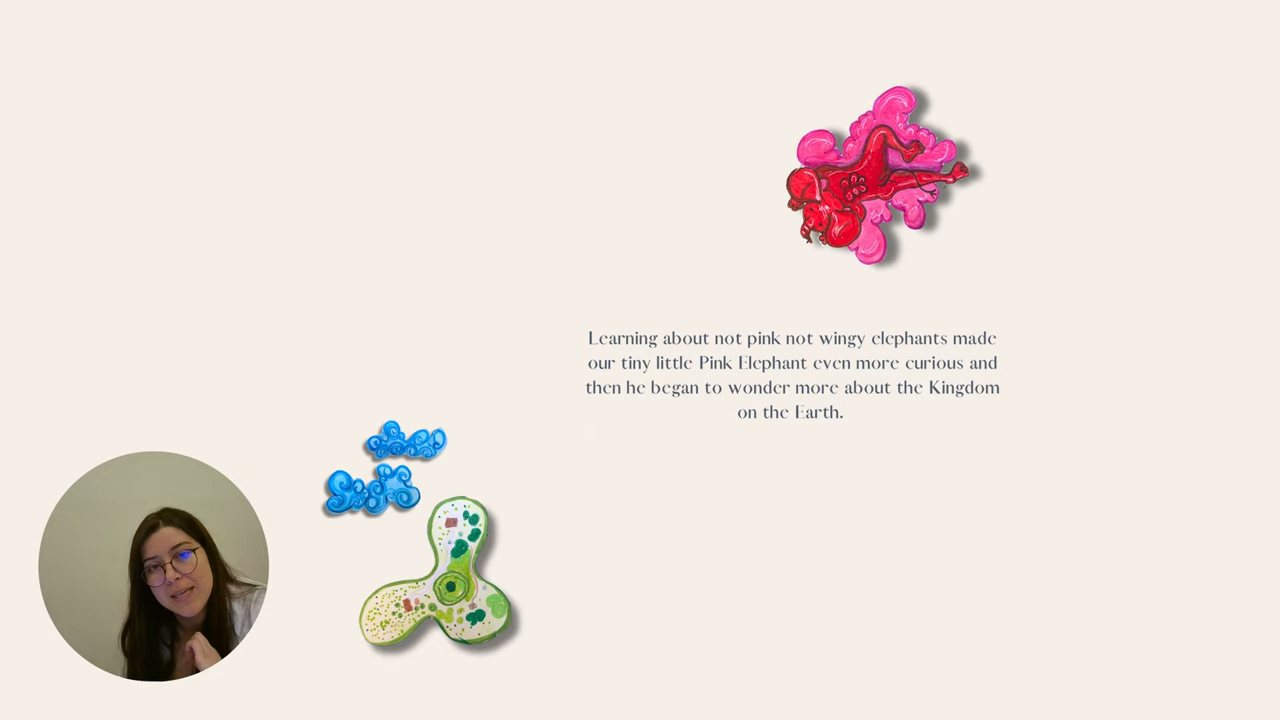 Learning about not pink not wingy elephants made
our tiny little Pink Elephant even more curious and
then he began to wonder more about the Kingdom
on the Earth.